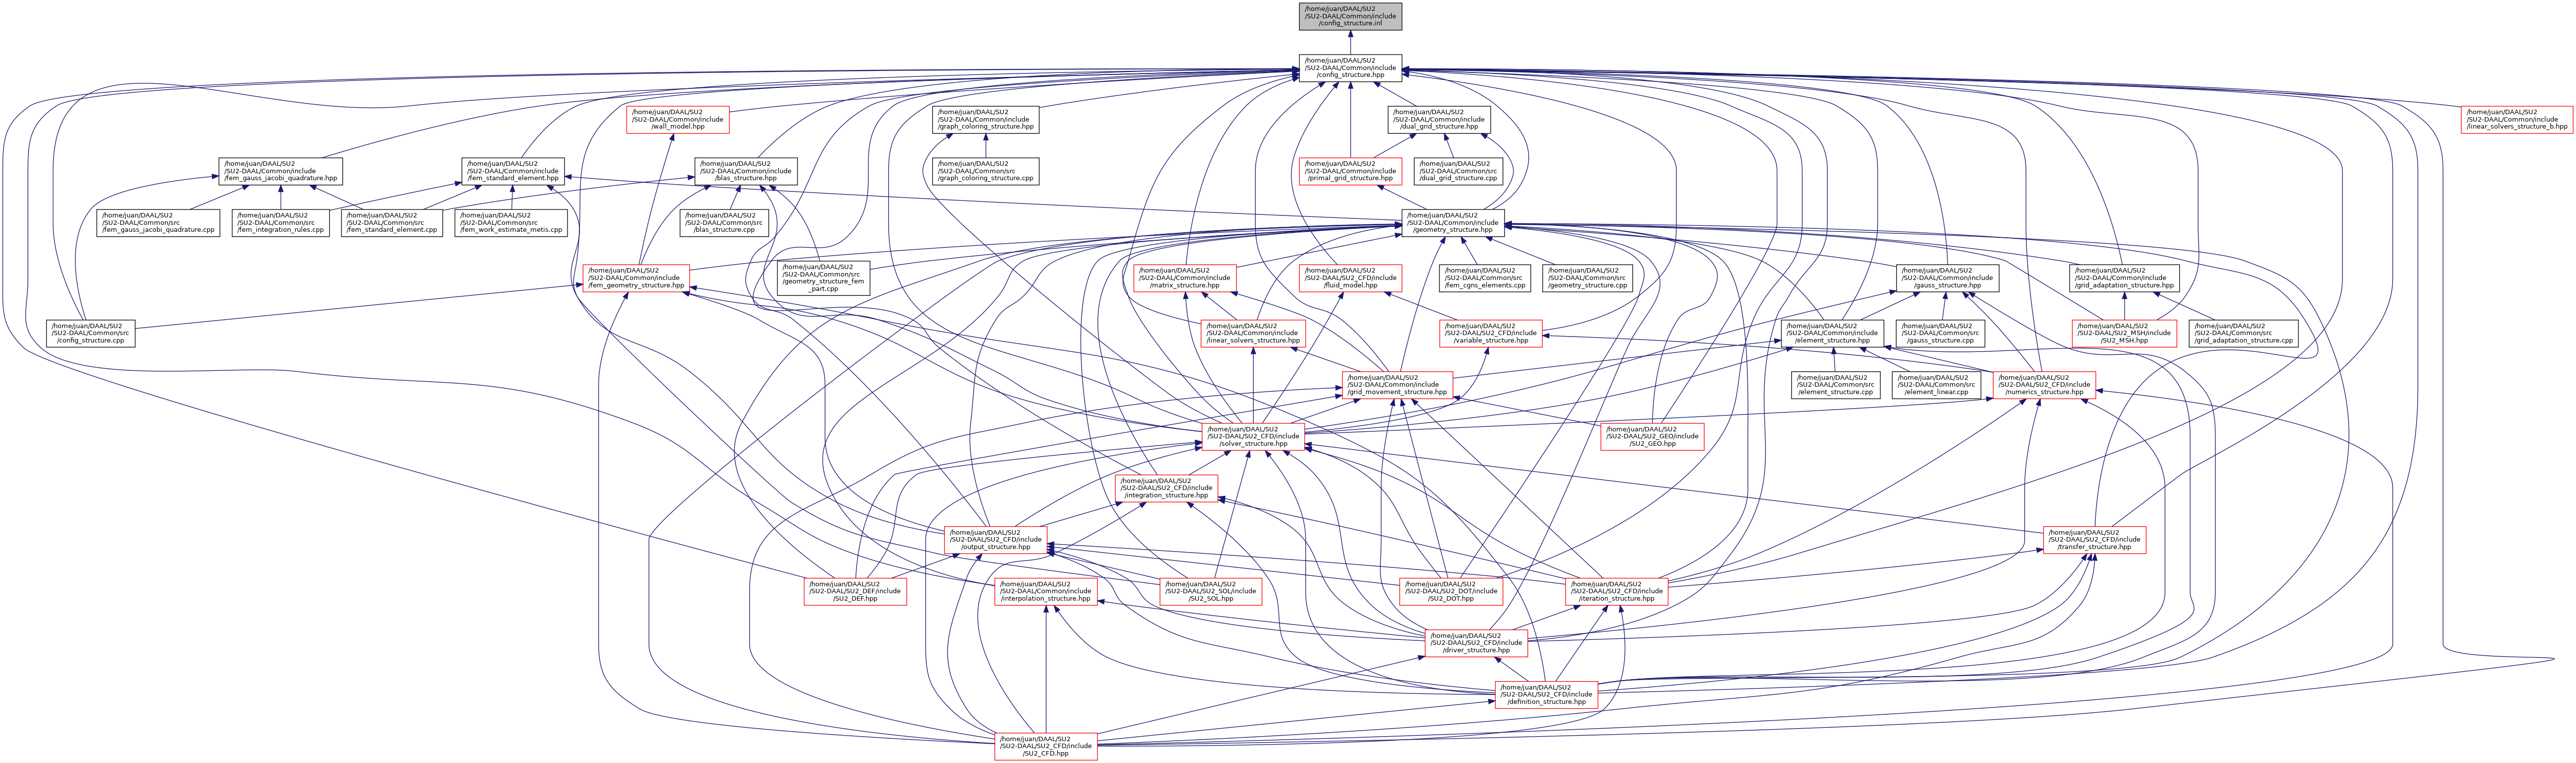 /home/juan/DAAL/SU2
/SU2-DAAL/Common/include
/config_structure.inl
/home/juan/DAAL/SU2
/SU2-DAAL/Common/include
/config_structure.hpp
/home/juan/DAAL/SU2
/SU2-DAAL/Common/include
/wall_model.hpp
/home/juan/DAAL/SU2
/SU2-DAAL/Common/include
/graph_coloring_structure.hpp
/home/juan/DAAL/SU2
/SU2-DAAL/Common/include
/dual_grid_structure.hpp
/home/juan/DAAL/SU2
/SU2-DAAL/Common/include
/linear_solvers_structure_b.hpp
/home/juan/DAAL/SU2
/SU2-DAAL/Common/include
/fem_gauss_jacobi_quadrature.hpp
/home/juan/DAAL/SU2
/SU2-DAAL/Common/include
/fem_standard_element.hpp
/home/juan/DAAL/SU2
/SU2-DAAL/Common/include
/blas_structure.hpp
/home/juan/DAAL/SU2
/SU2-DAAL/Common/src
/graph_coloring_structure.cpp
/home/juan/DAAL/SU2
/SU2-DAAL/Common/include
/primal_grid_structure.hpp
/home/juan/DAAL/SU2
/SU2-DAAL/Common/src
/dual_grid_structure.cpp
/home/juan/DAAL/SU2
/SU2-DAAL/Common/src
/fem_gauss_jacobi_quadrature.cpp
/home/juan/DAAL/SU2
/SU2-DAAL/Common/src
/fem_integration_rules.cpp
/home/juan/DAAL/SU2
/SU2-DAAL/Common/src
/fem_standard_element.cpp
/home/juan/DAAL/SU2
/SU2-DAAL/Common/src
/fem_work_estimate_metis.cpp
/home/juan/DAAL/SU2
/SU2-DAAL/Common/src
/blas_structure.cpp
/home/juan/DAAL/SU2
/SU2-DAAL/Common/include
/geometry_structure.hpp
/home/juan/DAAL/SU2
/SU2-DAAL/Common/include
/fem_geometry_structure.hpp
/home/juan/DAAL/SU2
/SU2-DAAL/Common/src
/geometry_structure_fem
_part.cpp
/home/juan/DAAL/SU2
/SU2-DAAL/Common/include
/matrix_structure.hpp
/home/juan/DAAL/SU2
/SU2-DAAL/SU2_CFD/include
/fluid_model.hpp
/home/juan/DAAL/SU2
/SU2-DAAL/Common/src
/fem_cgns_elements.cpp
/home/juan/DAAL/SU2
/SU2-DAAL/Common/src
/geometry_structure.cpp
/home/juan/DAAL/SU2
/SU2-DAAL/Common/include
/gauss_structure.hpp
/home/juan/DAAL/SU2
/SU2-DAAL/Common/include
/grid_adaptation_structure.hpp
/home/juan/DAAL/SU2
/SU2-DAAL/Common/src
/config_structure.cpp
/home/juan/DAAL/SU2
/SU2-DAAL/Common/include
/linear_solvers_structure.hpp
/home/juan/DAAL/SU2
/SU2-DAAL/SU2_CFD/include
/variable_structure.hpp
/home/juan/DAAL/SU2
/SU2-DAAL/Common/include
/element_structure.hpp
/home/juan/DAAL/SU2
/SU2-DAAL/Common/src
/gauss_structure.cpp
/home/juan/DAAL/SU2
/SU2-DAAL/SU2_MSH/include
/SU2_MSH.hpp
/home/juan/DAAL/SU2
/SU2-DAAL/Common/src
/grid_adaptation_structure.cpp
/home/juan/DAAL/SU2
/SU2-DAAL/Common/include
/grid_movement_structure.hpp
/home/juan/DAAL/SU2
/SU2-DAAL/Common/src
/element_structure.cpp
/home/juan/DAAL/SU2
/SU2-DAAL/Common/src
/element_linear.cpp
/home/juan/DAAL/SU2
/SU2-DAAL/SU2_CFD/include
/numerics_structure.hpp
/home/juan/DAAL/SU2
/SU2-DAAL/SU2_CFD/include
/solver_structure.hpp
/home/juan/DAAL/SU2
/SU2-DAAL/SU2_GEO/include
/SU2_GEO.hpp
/home/juan/DAAL/SU2
/SU2-DAAL/SU2_CFD/include
/integration_structure.hpp
/home/juan/DAAL/SU2
/SU2-DAAL/SU2_CFD/include
/output_structure.hpp
/home/juan/DAAL/SU2
/SU2-DAAL/SU2_CFD/include
/transfer_structure.hpp
/home/juan/DAAL/SU2
/SU2-DAAL/SU2_DEF/include
/SU2_DEF.hpp
/home/juan/DAAL/SU2
/SU2-DAAL/Common/include
/interpolation_structure.hpp
/home/juan/DAAL/SU2
/SU2-DAAL/SU2_SOL/include
/SU2_SOL.hpp
/home/juan/DAAL/SU2
/SU2-DAAL/SU2_DOT/include
/SU2_DOT.hpp
/home/juan/DAAL/SU2
/SU2-DAAL/SU2_CFD/include
/iteration_structure.hpp
/home/juan/DAAL/SU2
/SU2-DAAL/SU2_CFD/include
/driver_structure.hpp
/home/juan/DAAL/SU2
/SU2-DAAL/SU2_CFD/include
/definition_structure.hpp
/home/juan/DAAL/SU2
/SU2-DAAL/SU2_CFD/include
/SU2_CFD.hpp